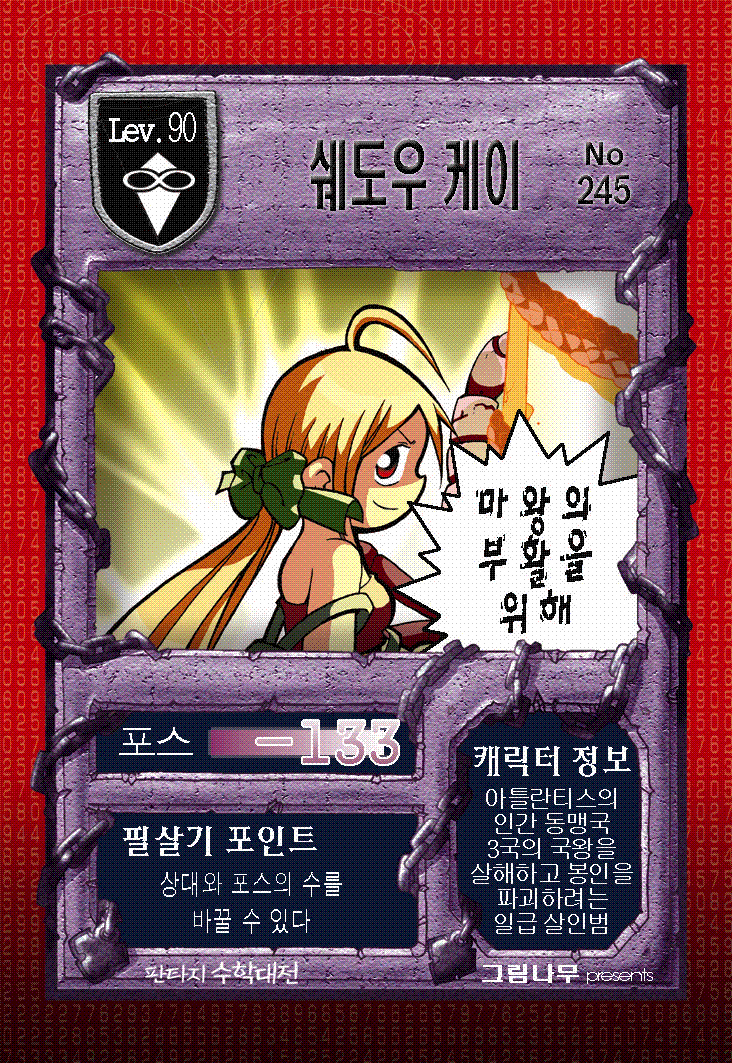 Lev. 90
쉐도우 케이
No
245
마왕의
부활을
위해
포스 -133
캐릭터 정보
아틀란티스의
인간 동맹국
3국의 국왕을
살해하고 봉인을
파괴하려는
일급 살인범
필살기 포인트
상대와 포스의 수를
바꿀 수 있다
판타지 수학대전
그림나무 presents